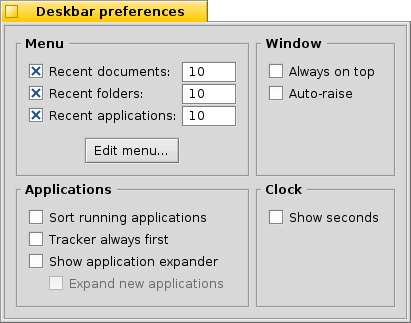 Deskbar preferences
Menu
Recent documents: 10
Recent folders: 10
Recent applications: 10
Edit menu...
Window
Always on top
Auto-raise
Applications
Sort running applications
Tracker always first
Show application expander
Expand new applications
Clock
Show seconds